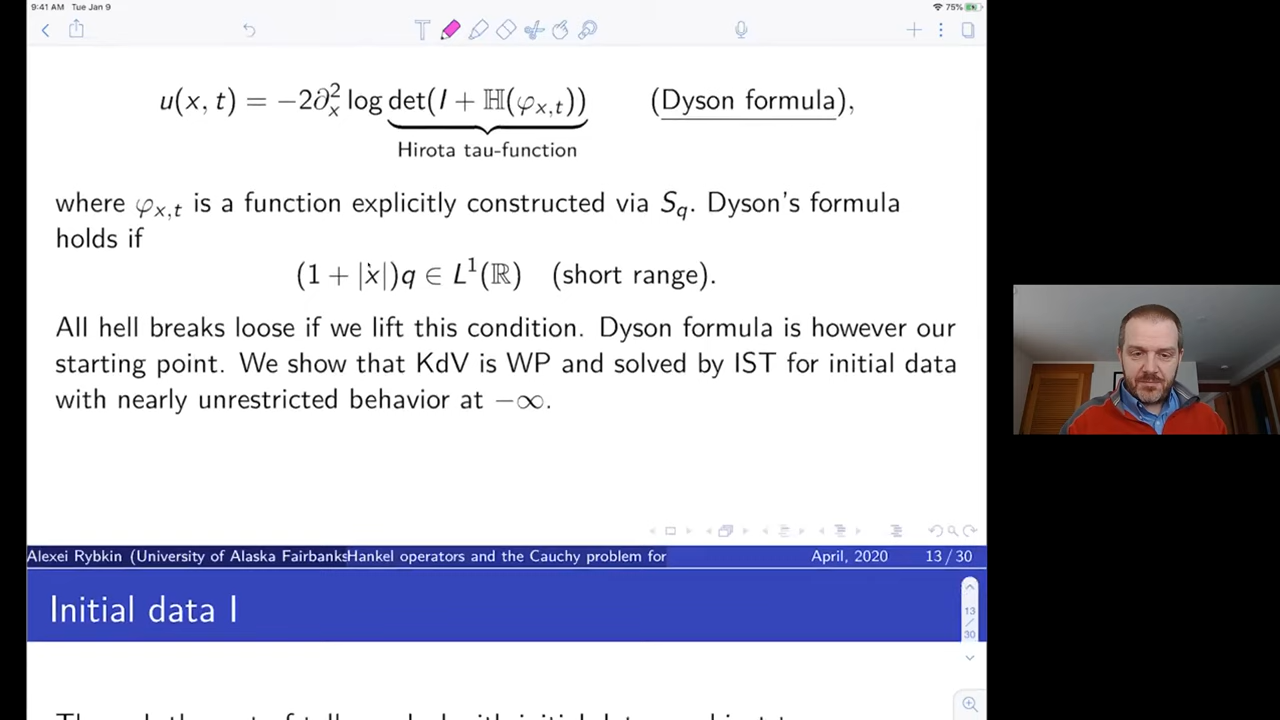 9:41 AM Tue Jan 9
75%
u(x, t) = −2∂²ₓ log det(I + ℍ(φₓ,ₜ)) (Dyson formula),
Hirota tau-function
where φₓ,ₜ is a function explicitly constructed via S_q. Dyson's formula
holds if
(1 + |x|)q ∈ L¹(ℝ) (short range).
All hell breaks loose if we lift this condition. Dyson formula is however our
starting point. We show that KdV is WP and solved by IST for initial data
with nearly unrestricted behavior at −∞.
Alexei Rybkin (University of Alaska Fairbanks Hankel operators and the Cauchy problem for April, 2020 13 / 30
Initial data I
13
/
30